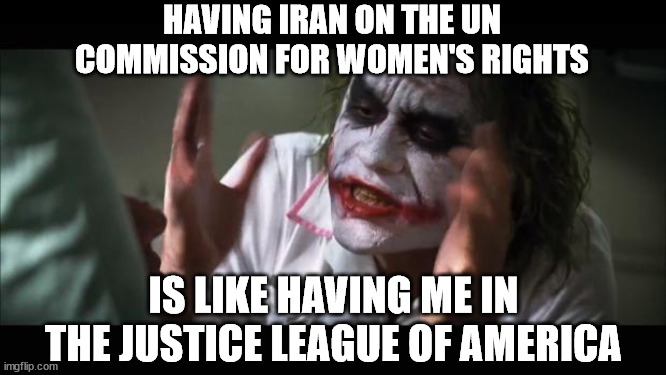 HAVING IRAN ON THE UN
COMMISSION FOR WOMEN'S RIGHTS
IS LIKE HAVING ME IN
THE JUSTICE LEAGUE OF AMERICA
imgflip.com